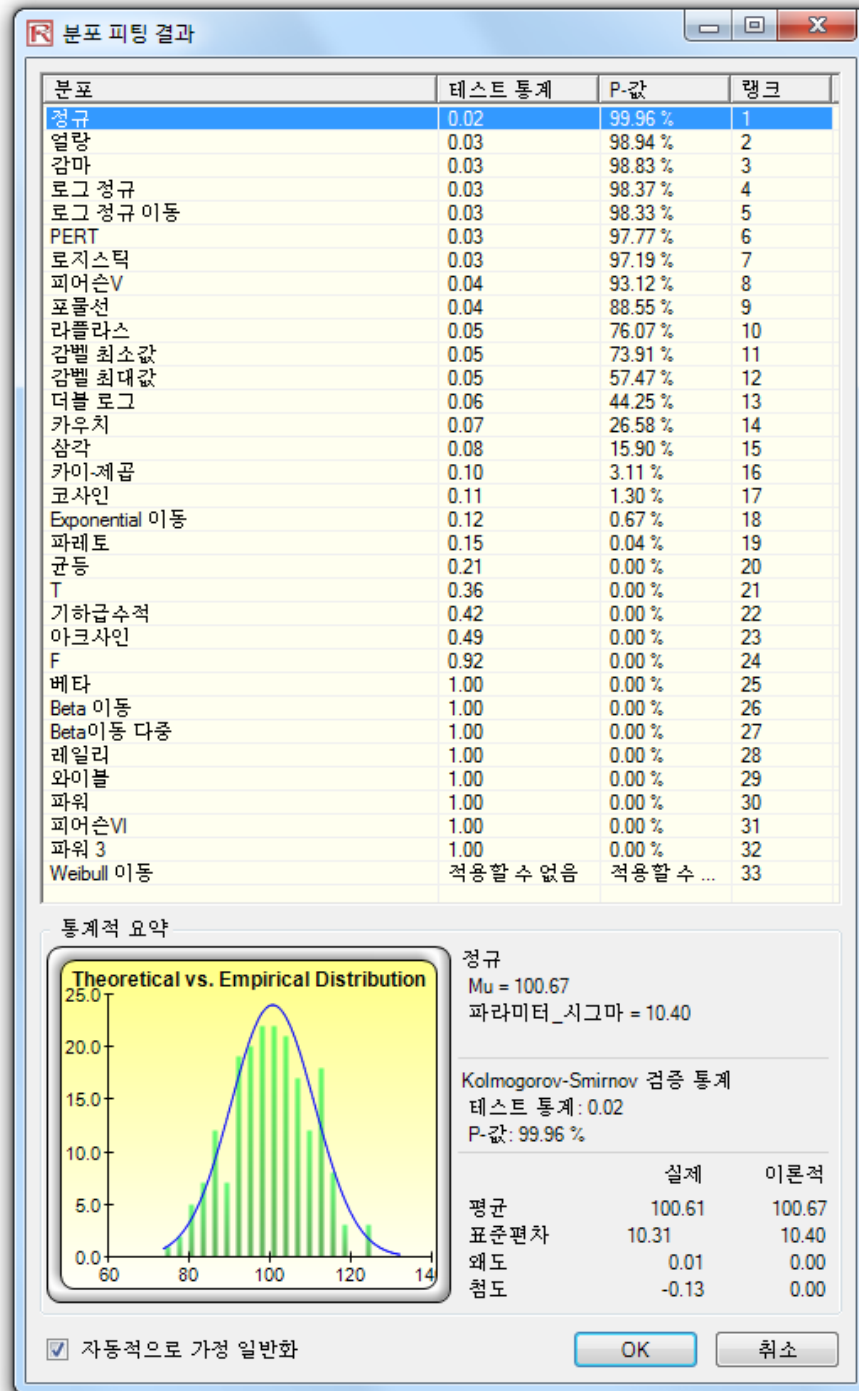 R 분포 피팅 결과
분포 테스트 통계 P-값 랭크
정규 0.02 99.96 % 1
얼랑 0.03 98.94 % 2
감마 0.03 98.83 % 3
로그 정규 0.03 98.37 % 4
로그 정규 이동 0.03 98.33 % 5
PERT 0.03 97.77 % 6
로지스틱 0.03 97.19 % 7
피어슨V 0.04 93.12 % 8
포물선 0.04 88.55 % 9
라플라스 0.05 76.07 % 10
감벨 최소값 0.05 73.91 % 11
감벨 최대값 0.05 57.47 % 12
더블 로그 0.06 44.25 % 13
카우치 0.07 26.58 % 14
삼각 0.08 15.90 % 15
카이-제곱 0.10 3.11 % 16
코사인 0.11 1.30 % 17
Exponential 이동 0.12 0.67 % 18
파레토 0.15 0.04 % 19
균등 0.21 0.00 % 20
T 0.36 0.00 % 21
기하급수적 0.42 0.00 % 22
아크사인 0.49 0.00 % 23
F 0.92 0.00 % 24
베타 1.00 0.00 % 25
Beta 이동 1.00 0.00 % 26
Beta이동 다중 1.00 0.00 % 27
레일리 1.00 0.00 % 28
와이블 1.00 0.00 % 29
파워 1.00 0.00 % 30
피어슨VI 1.00 0.00 % 31
파워 3 1.00 0.00 % 32
Weibull 이동 적용할 수 없음 적용할 수 ... 33
통계적 요약
Theoretical vs. Empirical Distribution
25.0
20.0
15.0
10.0
5.0
0.0
60 80 100 120 14
정규
Mu = 100.67
파라미터_시그마 = 10.40
Kolmogorov-Smirnov 검증 통계
테스트 통계: 0.02
P-값: 99.96 %
실제 이론적
평균 100.61 100.67
표준편차 10.31 10.40
왜도 0.01 0.00
첨도 -0.13 0.00
자동적으로 가정 일반화
OK 취소